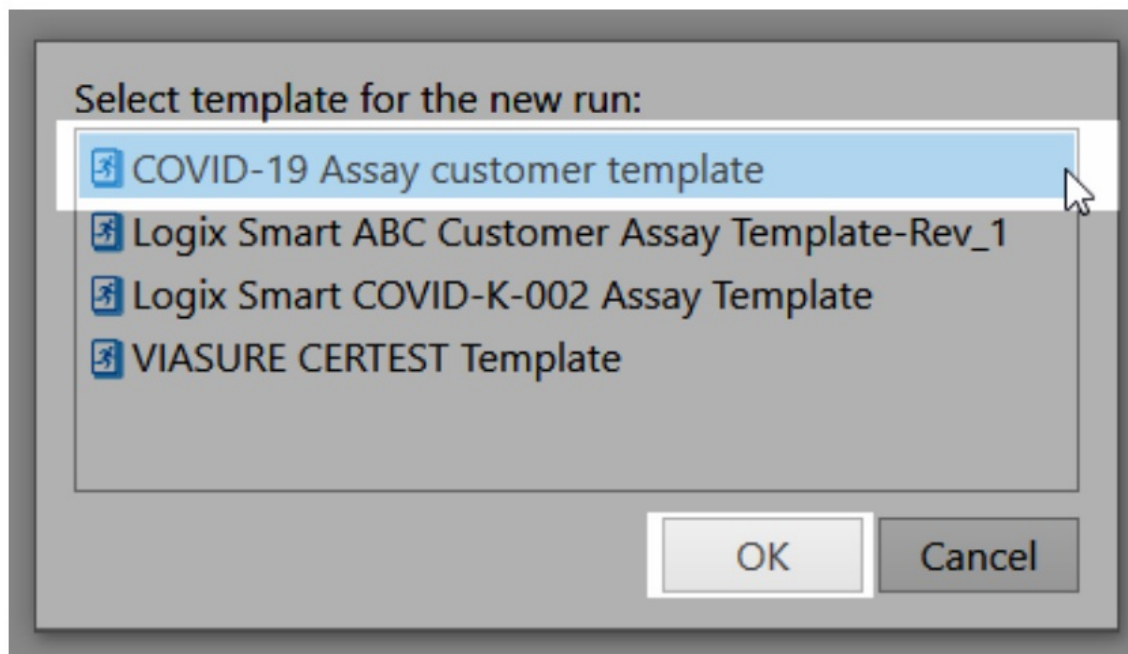 Select template for the new run:
COVID-19 Assay customer template
Logix Smart ABC Customer Assay Template-Rev_1
Logix Smart COVID-K-002 Assay Template
VIASURE CERTEST Template
OK Cancel